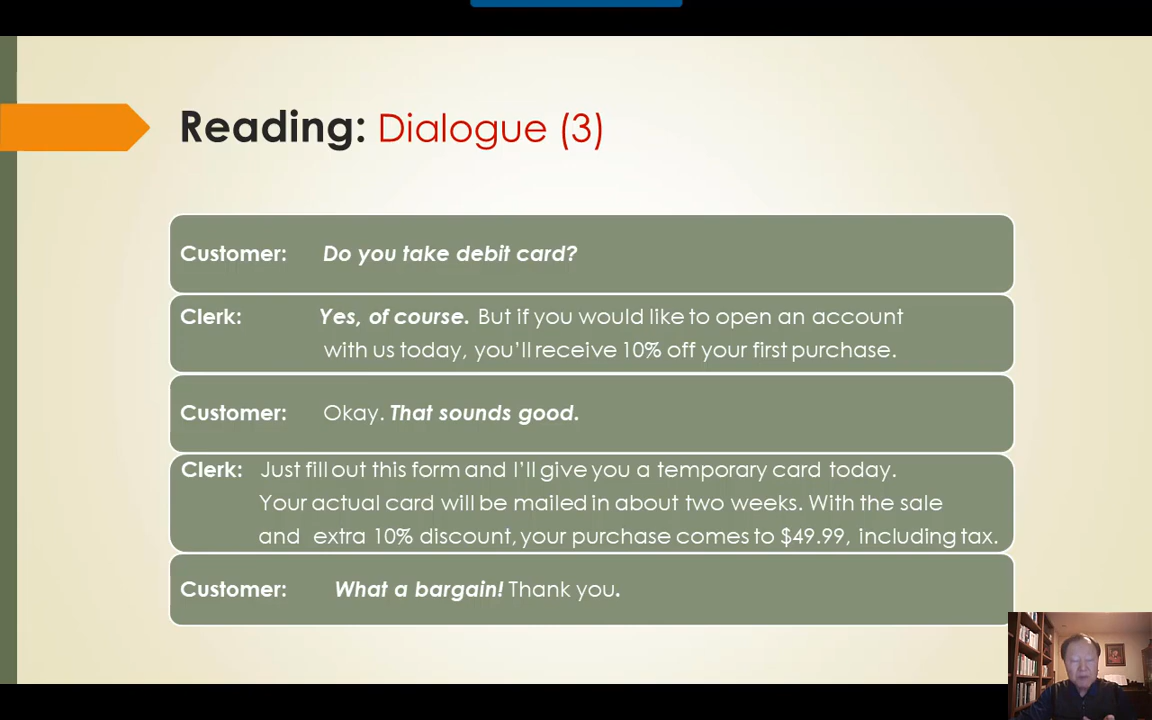 Reading: Dialogue (3)
Customer: Do you take debit card?
Clerk: Yes, of course. But if you would like to open an account
with us today, you'll receive 10% off your first purchase.
Customer: Okay. That sounds good.
Clerk: Just fill out this form and I'll give you a temporary card today.
Your actual card will be mailed in about two weeks. With the sale
and extra 10% discount, your purchase comes to $49.99, including tax.
Customer: What a bargain! Thank you.